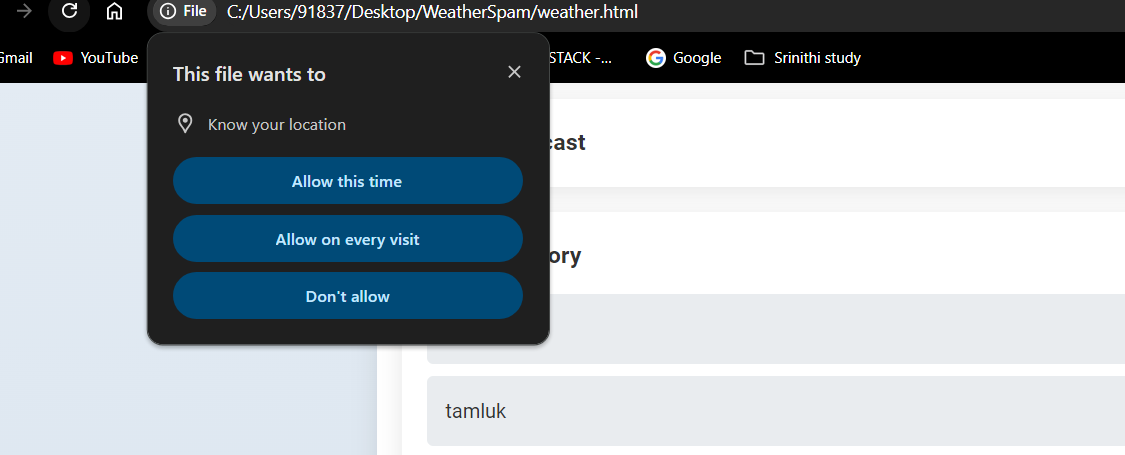 File C:/Users/91837/Desktop/WeatherSpam/weather.html
Gmail YouTube STACK -... Google Srinithi study
This file wants to
Know your location
Allow this time
Allow on every visit
Don't allow
cast
ory
tamluk